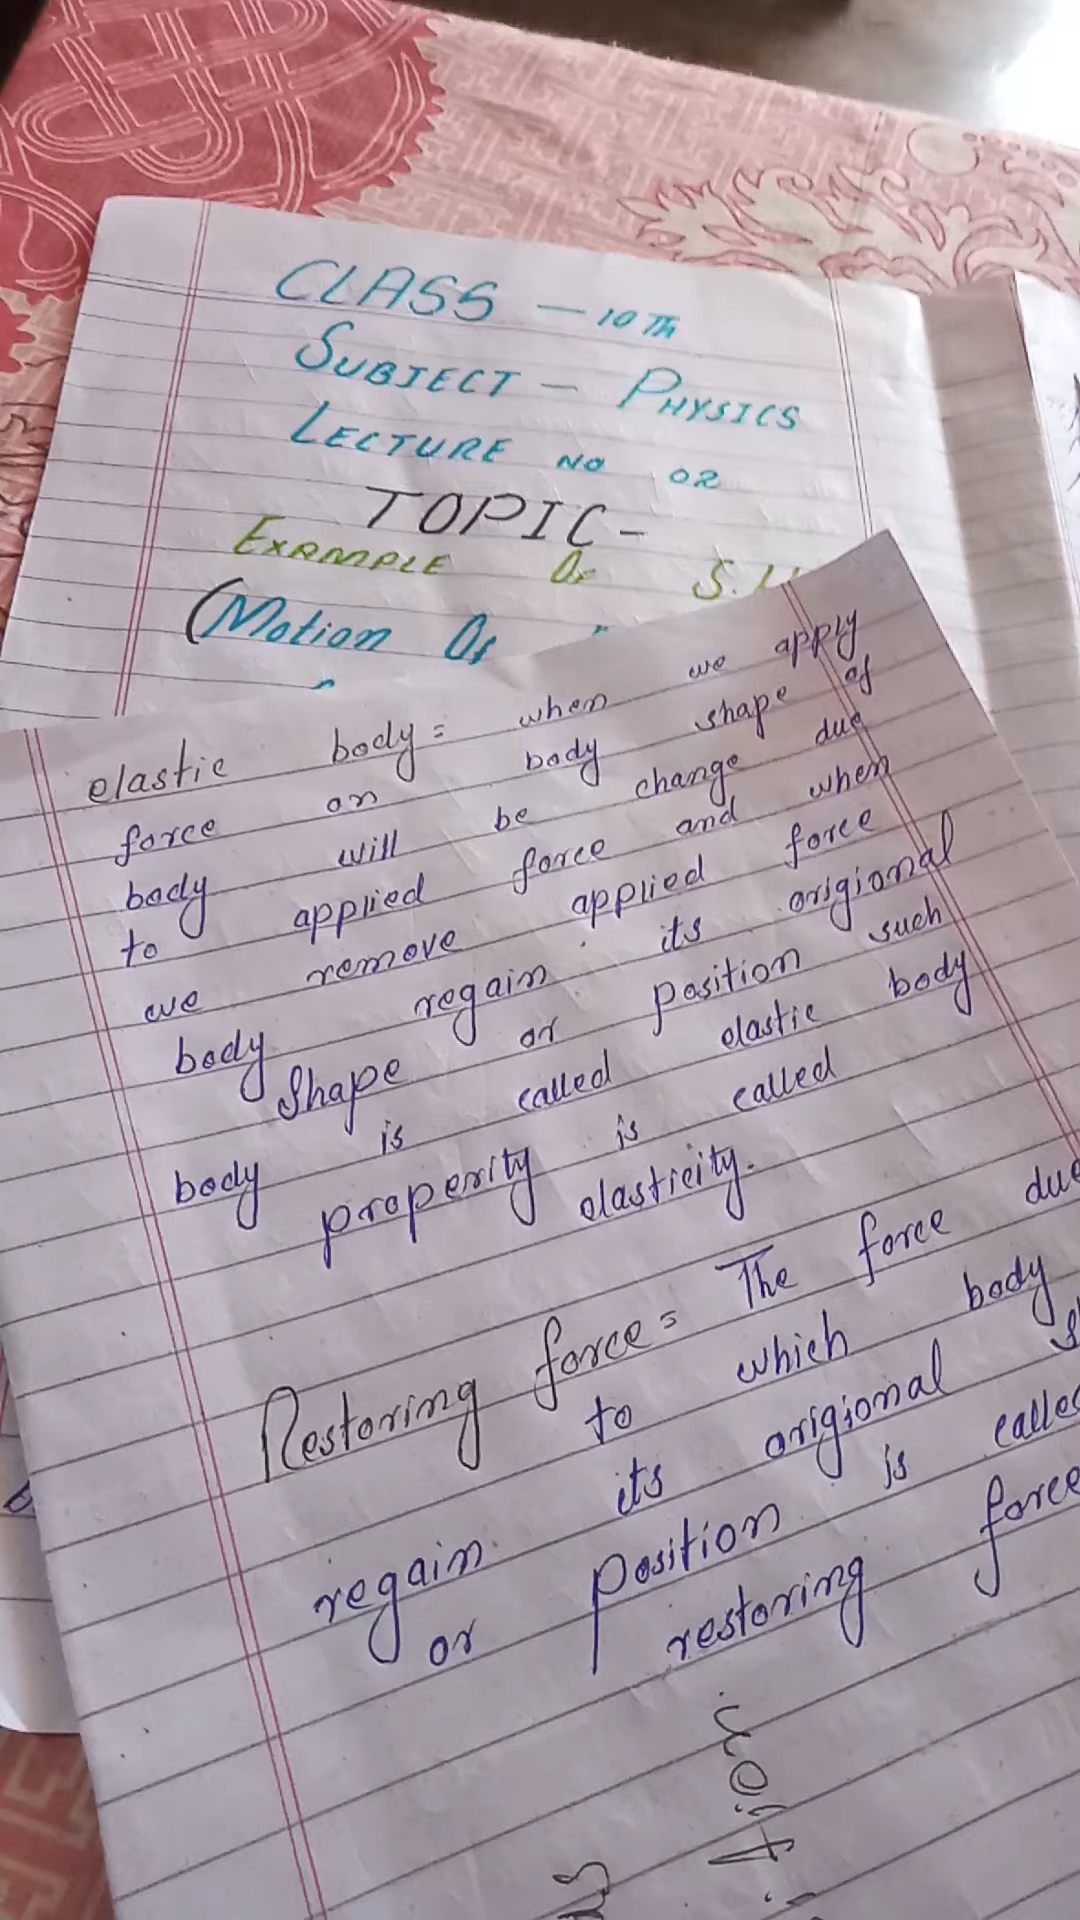 CLASS - 10Th
SUBJECT - PHYSICS
LECTURE NO 02
TOPIC -
EXAMPLE OF
(Motion Of
elastic body = when we apply
force on body shape of
body will be change due
to applied force and when
we remove applied force
body regain its origional
shape or position such
body is called elastic body
properity is called
elasticity.
Restoring force = The force due
to which body
regain its origional
or position is called
restoring force